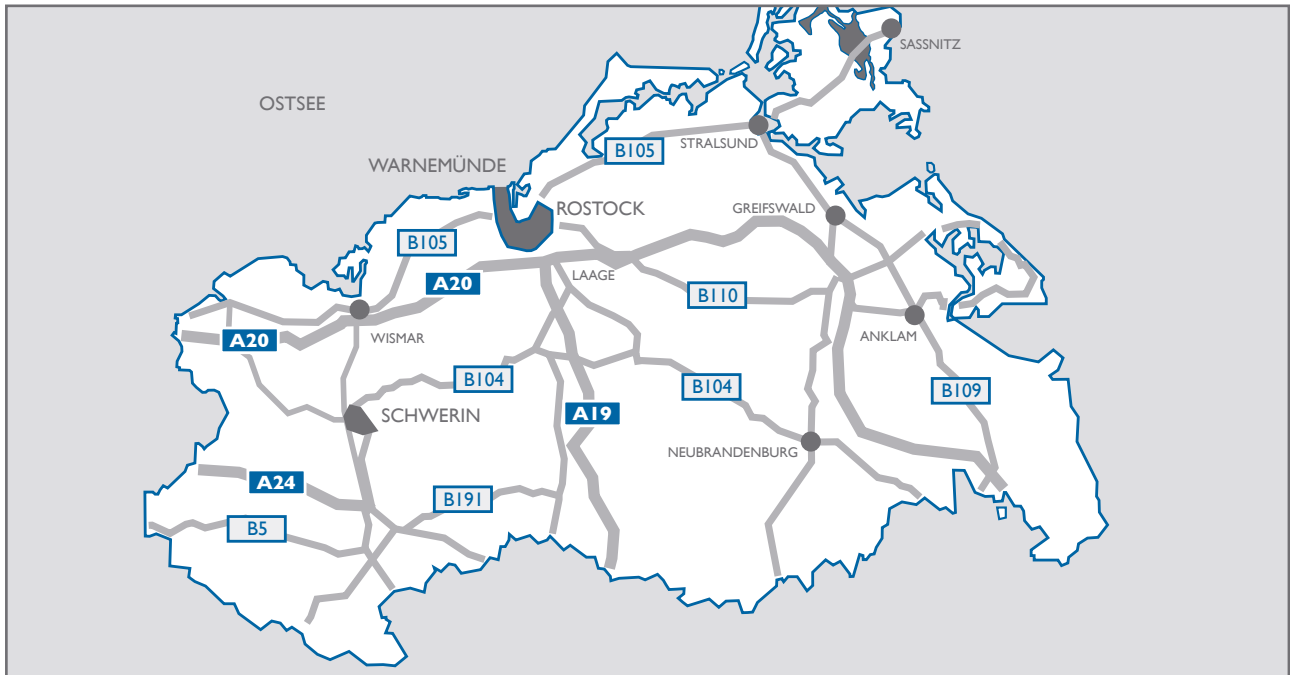 SASSNITZ
OSTSEE
STRALSUND
B105
WARNEMÜNDE
ROSTOCK
GREIFSWALD
B105
LAAGE
A20
B110
WISMAR
A20
ANKLAM
B104
B104
B109
SCHWERIN
A19
NEUBRANDENBURG
A24
B191
B5